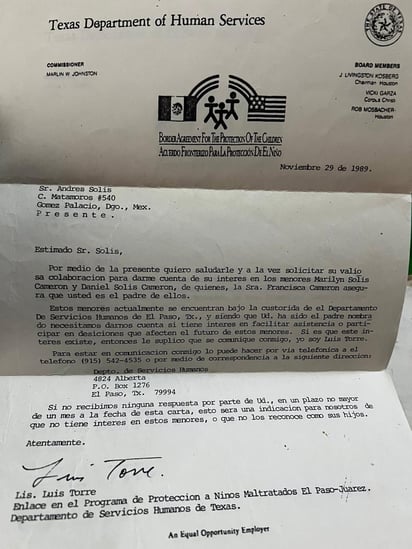 Texas Department of Human Services
THE STATE OF TEXAS
COMMISSIONER
MARLIN W JOHNSTON
BOARD MEMBERS
J. LIVINGSTON KOSBERG
Chairman Houston
VICKI GARZA
Corpus Christi
ROB MOSBACHER
Houston
BORDER AGREEMENT FOR THE PROTECTION OF THE CHILDREN
ACUERDO FRONTERIZO PARA LA PROTECCIÓN DE EL NIÑO
Noviembre 29 de 1989.
Sr. Andres Solis
C. Matamoros #540
Gomez Palacio, Dgo., Mex.
P r e s e n t e .
Estimado Sr. Solis,
Por medio de la presente quiero saludarle y a la vez solicitar su valio
sa colaboracion para darme cuenta de su interes en los menores Marilyn Solis
Cameron y Daniel Solis Cameron, de quienes, la Sra. Francisca Cameron asegu-
ra que usted es el padre de ellos.
Estos menores actualmente se encuentran bajo la custoria del Departamento
De Servicios Humanos de El Paso, Tx., y siendo que Ud. ha sido el padre nombra
do necesitamos darnos cuenta si tiene interes en facilitar asistencia o parti-
cipar en desiciones que afecten el futuro de estos menores. Si es que este in-
teres existe, entonces le suplico que se comunique conmigo, yo soy Luis Torre.
Para estar en comunicacion conmigo lo puede hacer por via telefonica a el
telefono (915) 542-4535 o por medio de correspondencia a la siguiente direccion:
Depto. de Servicios Humanos
4824 Alberta
P.O. Box 1276
El Paso, Tx. 79994
Si no recibimos ninguna respuesta por parte de Ud., en un plazo no mayor
de un mes a la fecha de esta carta, esto sera una indicacion para nosotros de
que no tiene interes en estos menores, o que no los reconoce como sus hijos.
Atentamente.
Luis Torre.
Lis. Luis Torre
Enlace en el Programa de Proteccion a Ninos Maltratados El Paso-Juarez.
Departamento de Servicios Humanos de Texas.
An Equal Opportunity Employer